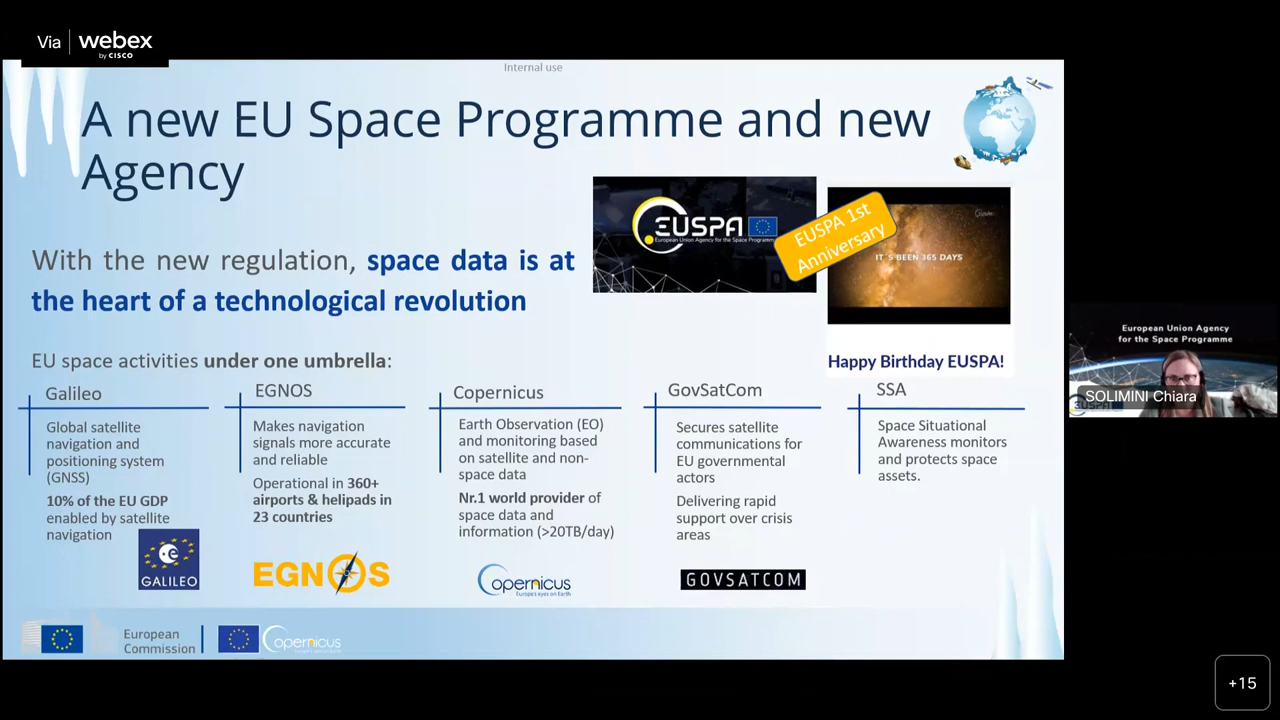 Via webex
by CISCO
Internal use
A new EU Space Programme and new
Agency
EUSPA
European Union Agency for the Space Programme
EUSPA 1st
Anniversary
IT'S BEEN 365 DAYS
With the new regulation, space data is at
the heart of a technological revolution
Happy Birthday EUSPA!
EU space activities under one umbrella:
Galileo
Global satellite
navigation and
positioning system
(GNSS)
10% of the EU GDP
enabled by satellite
navigation
GALILEO
EGNOS
Makes navigation
signals more accurate
and reliable
Operational in 360+
airports & helipads in
23 countries
EGNOS
Copernicus
Earth Observation (EO)
and monitoring based
on satellite and non-
space data
Nr.1 world provider of
space data and
information (>20TB/day)
Copernicus
Europe's eyes on Earth
GovSatCom
Secures satellite
communications for
EU governmental
actors
Delivering rapid
support over crisis
areas
GOVSATCOM
SSA
Space Situational
Awareness monitors
and protects space
assets.
European
Commission
Copernicus
European Union Agency
for the Space Programme
SOLIMINI Chiara
EUSPA
+15